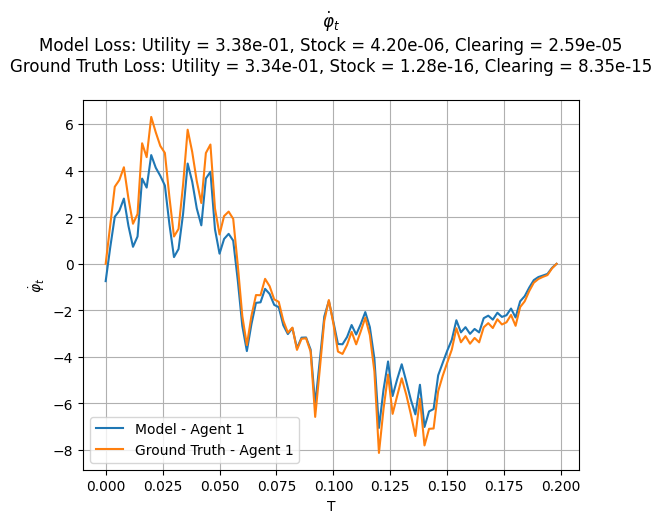 φ̇ₜ
Model Loss: Utility = 3.38e-01, Stock = 4.20e-06, Clearing = 2.59e-05
Ground Truth Loss: Utility = 3.34e-01, Stock = 1.28e-16, Clearing = 8.35e-15
6
4
2
0
−2
−4
−6
−8
φ̇ₜ
Model - Agent 1
Ground Truth - Agent 1
0.000 0.025 0.050 0.075 0.100 0.125 0.150 0.175 0.200
T